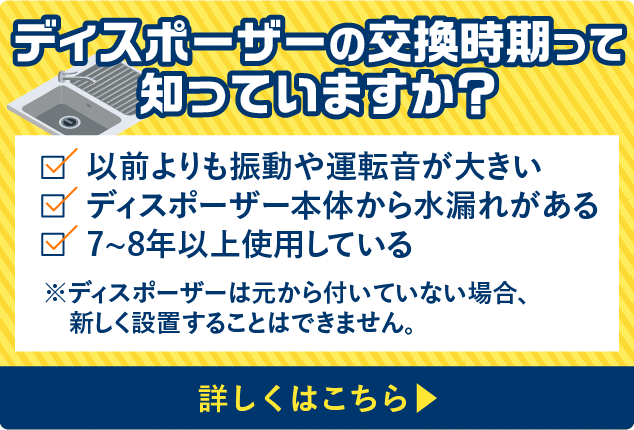 ディスポーザーの交換時期って
知っていますか？
以前よりも振動や運転音が大きい
ディスポーザー本体から水漏れがある
7~8年以上使用している
※ディスポーザーは元から付いていない場合、
新しく設置することはできません。
詳しくはこちら▶